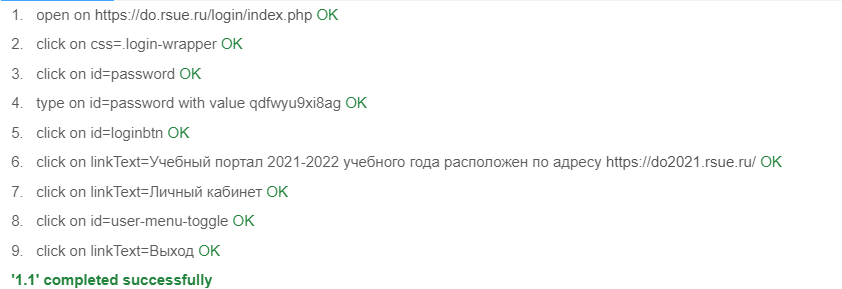 1. open on https://do.rsue.ru/login/index.php OK
2. click on css=.login-wrapper OK
3. click on id=password OK
4. type on id=password with value qdfwyu9xi8ag OK
5. click on id=loginbtn OK
6. click on linkText=Учебный портал 2021-2022 учебного года расположен по адресу https://do2021.rsue.ru/ OK
7. click on linkText=Личный кабинет OK
8. click on id=user-menu-toggle OK
9. click on linkText=Выход OK
'1.1' completed successfully